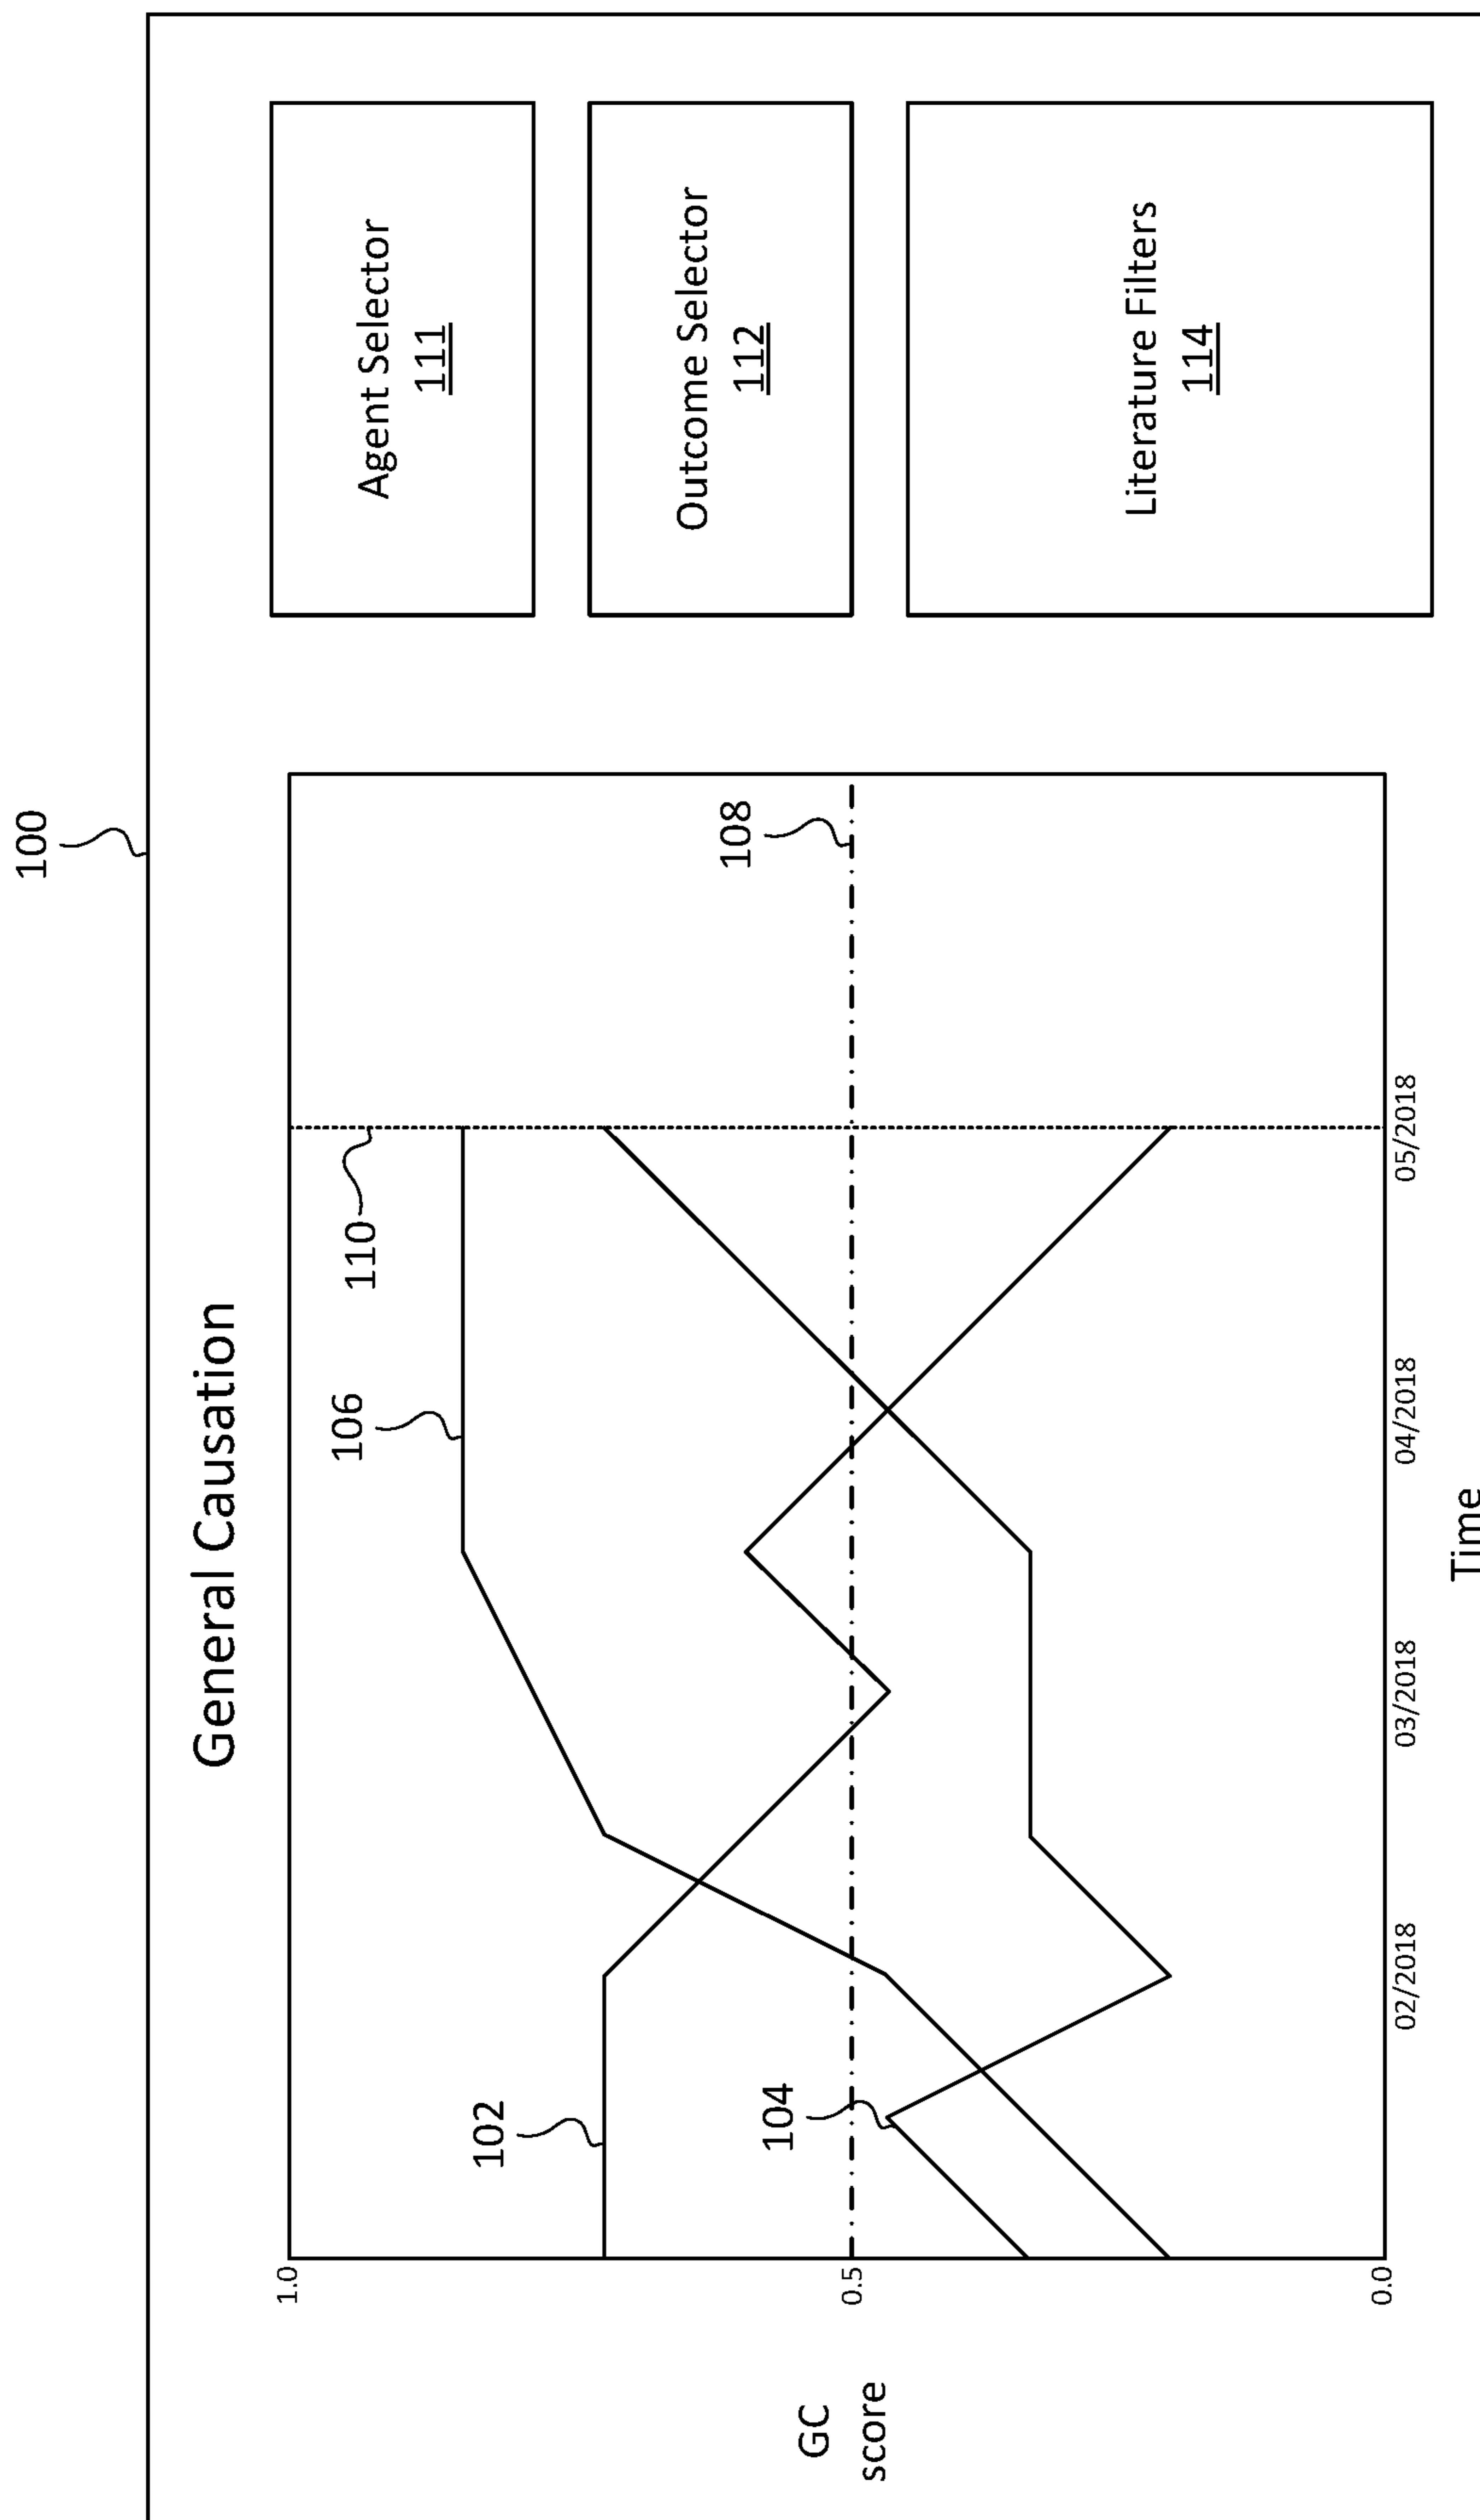 100
General Causation
106
110
102
104
108
GC
score
1.0
0.5
0.0
02/2018
03/2018
04/2018
05/2018
Time
Agent Selector
111
Outcome Selector
112
Literature Filters
114